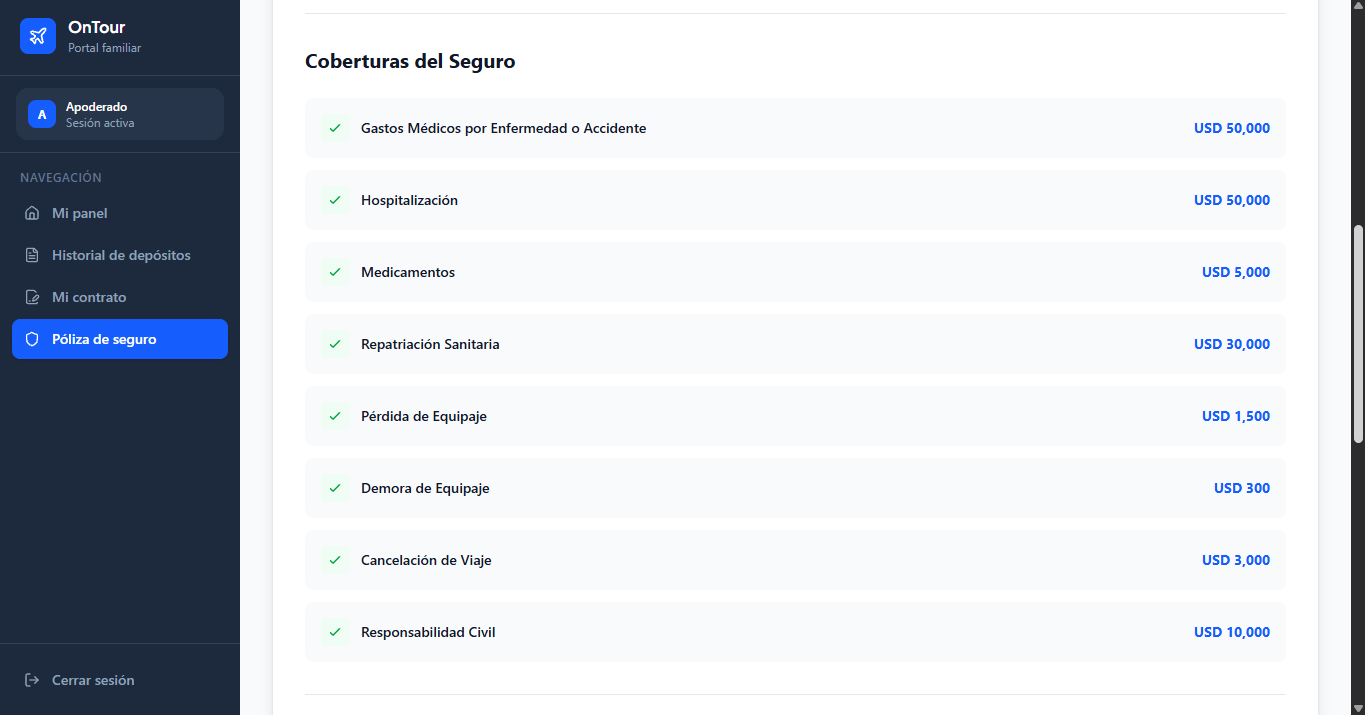 OnTour
Portal familiar
A
Apoderado
Sesión activa
NAVEGACIÓN
Mi panel
Historial de depósitos
Mi contrato
Póliza de seguro
Cerrar sesión
Coberturas del Seguro
Gastos Médicos por Enfermedad o Accidente USD 50,000
Hospitalización USD 50,000
Medicamentos USD 5,000
Repatriación Sanitaria USD 30,000
Pérdida de Equipaje USD 1,500
Demora de Equipaje USD 300
Cancelación de Viaje USD 3,000
Responsabilidad Civil USD 10,000